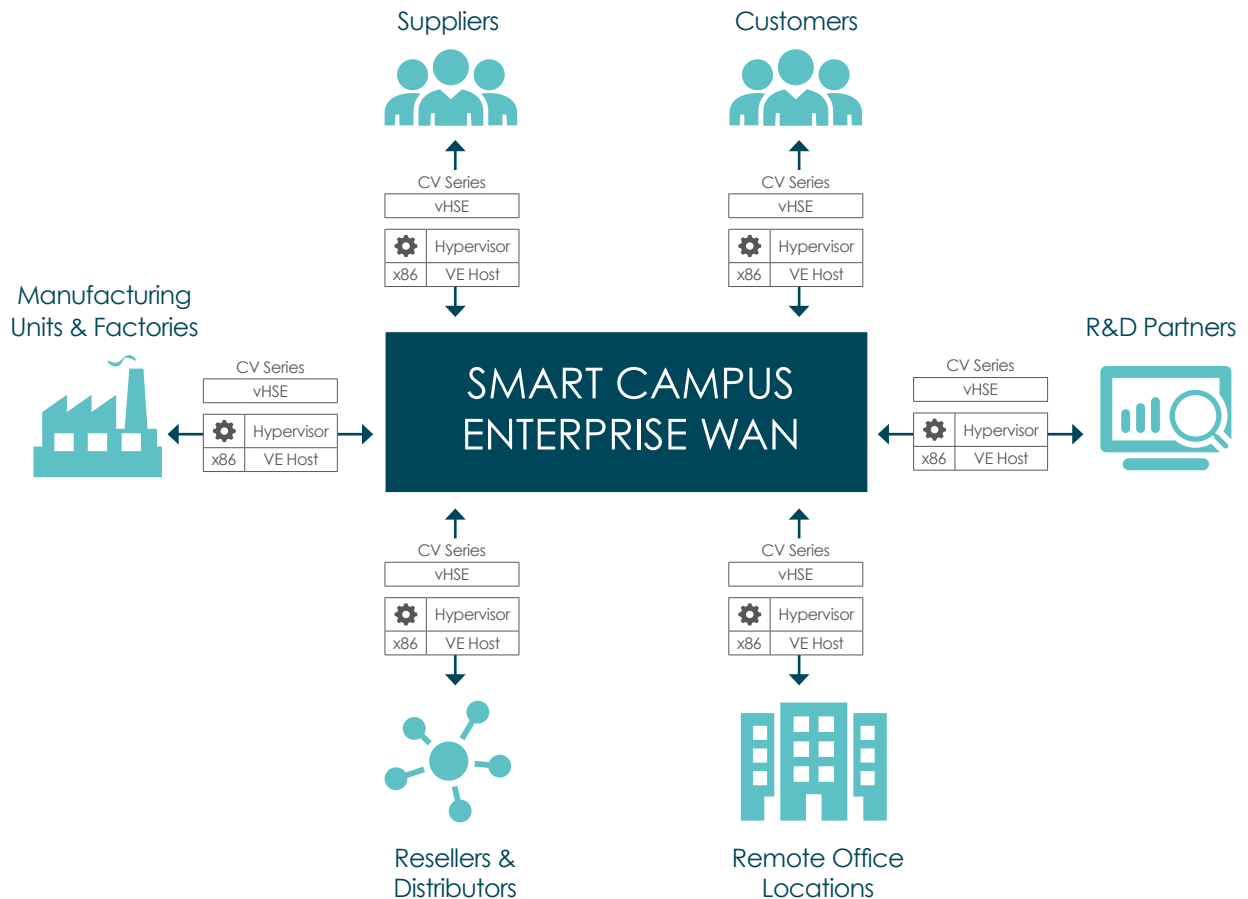 Suppliers
Customers
CV Series
vHSE
Hypervisor
x86
VE Host
CV Series
vHSE
Hypervisor
x86
VE Host
Manufacturing
Units & Factories
CV Series
vHSE
Hypervisor
x86
VE Host
SMART CAMPUS
ENTERPRISE WAN
R&D Partners
CV Series
vHSE
Hypervisor
x86
VE Host
CV Series
vHSE
Hypervisor
x86
VE Host
Resellers &
Distributors
CV Series
vHSE
Hypervisor
x86
VE Host
Remote Office
Locations